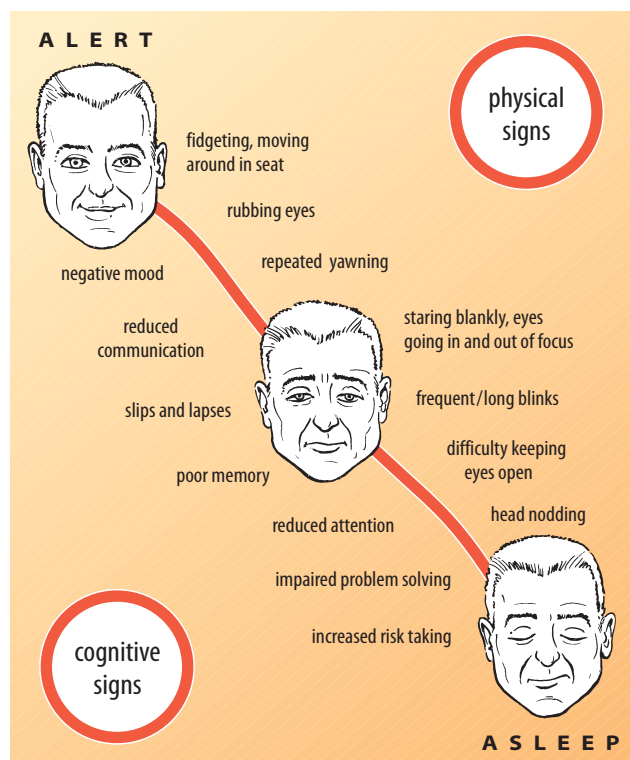 ALERT
physical
signs
fidgeting, moving
around in seat
rubbing eyes
repeated yawning
negative mood
staring blankly, eyes
going in and out of focus
reduced
communication
frequent/long blinks
slips and lapses
difficulty keeping
eyes open
poor memory
head nodding
reduced attention
impaired problem solving
increased risk taking
cognitive
signs
ASLEEP